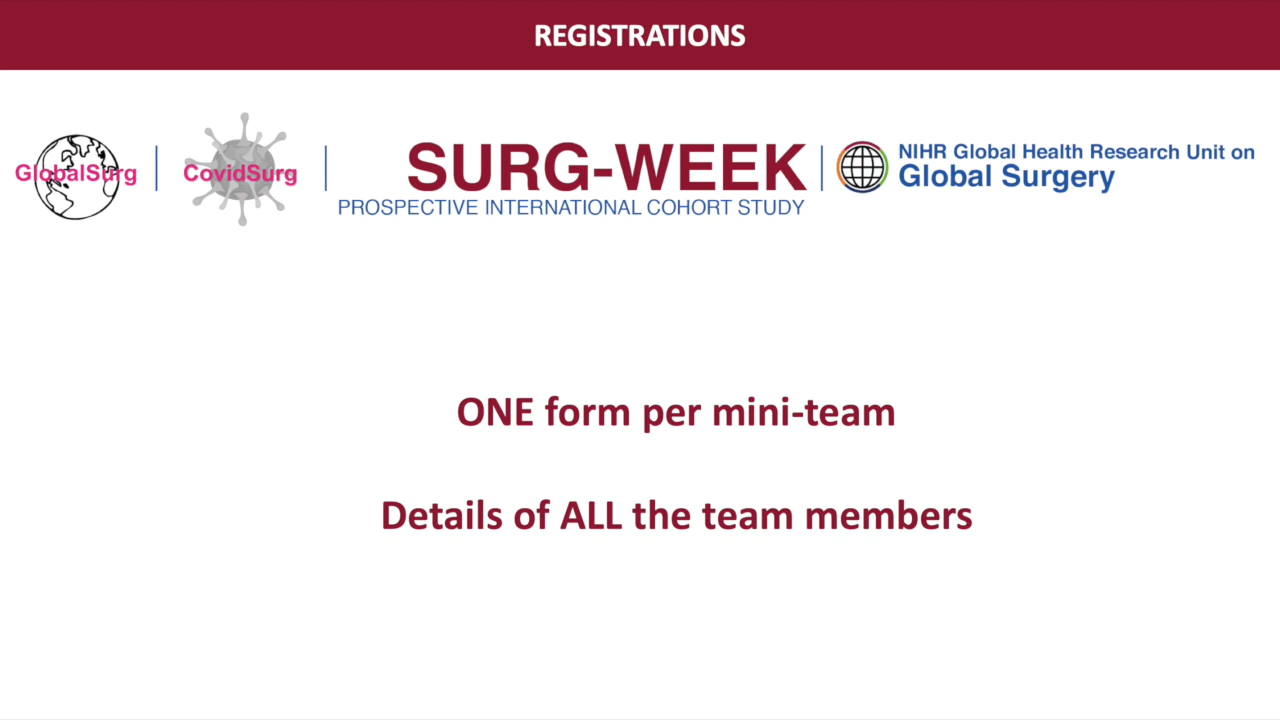 REGISTRATIONS
GlobalSurg
CovidSurg
SURG-WEEK
PROSPECTIVE INTERNATIONAL COHORT STUDY
NIHR Global Health Research Unit on
Global Surgery
ONE form per mini-team
Details of ALL the team members